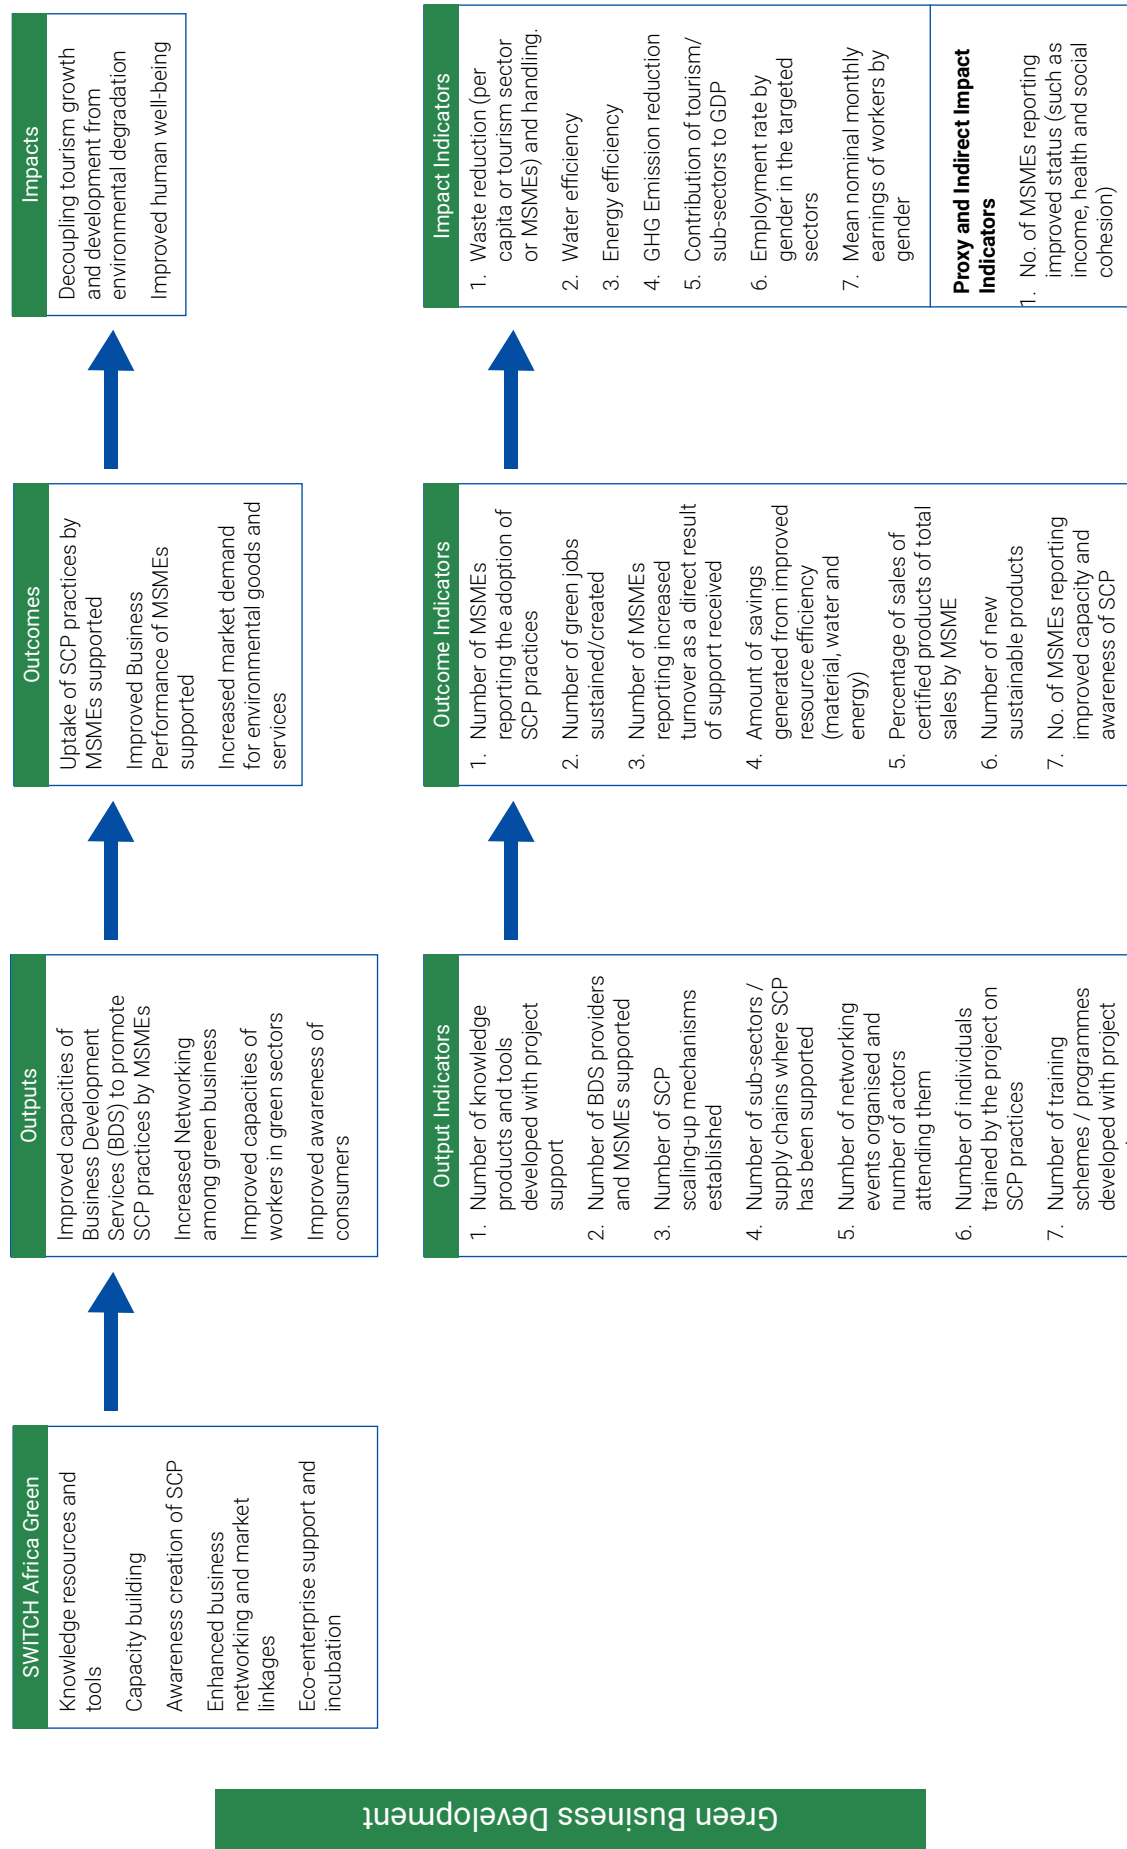 Green Business Development
SWITCH Africa Green
Knowledge resources and
tools
Capacity building
Awareness creation of SCP
Enhanced business
networking and market
linkages
Eco-enterprise support and
incubation
Outputs
Improved capacities of
Business Development
Services (BDS) to promote
SCP practices by MSMEs
Increased Networking
among green business
Improved capacities of
workers in green sectors
Improved awareness of
consumers
Outcomes
Uptake of SCP practices by
MSMEs supported
Improved Business
Performance of MSMEs
supported
Increased market demand
for environmental goods and
services
Impacts
Decoupling tourism growth
and development from
environmental degradation
Improved human well-being
Output Indicators
1. Number of knowledge
products and tools
developed with project
support
2. Number of BDS providers
and MSMEs supported
3. Number of SCP
scaling-up mechanisms
established
4. Number of sub-sectors /
supply chains where SCP
has been supported
5. Number of networking
events organised and
number of actors
attending them
6. Number of individuals
trained by the project on
SCP practices
7. Number of training
schemes / programmes
developed with project
Outcome Indicators
1. Number of MSMEs
reporting the adoption of
SCP practices
2. Number of green jobs
sustained/created
3. Number of MSMEs
reporting increased
turnover as a direct result
of support received
4. Amount of savings
generated from improved
resource efficiency
(material, water and
energy)
5. Percentage of sales of
certified products of total
sales by MSME
6. Number of new
sustainable products
7. No. of MSMEs reporting
improved capacity and
awareness of SCP
Impact Indicators
1. Waste reduction (per
capita or tourism sector
or MSMEs) and handling.
2. Water efficiency
3. Energy efficiency
4. GHG Emission reduction
5. Contribution of tourism/
sub-sectors to GDP
6. Employment rate by
gender in the targeted
sectors
7. Mean nominal monthly
earnings of workers by
gender
Proxy and Indirect Impact
Indicators
1. No. of MSMEs reporting
improved status (such as
income, health and social
cohesion)